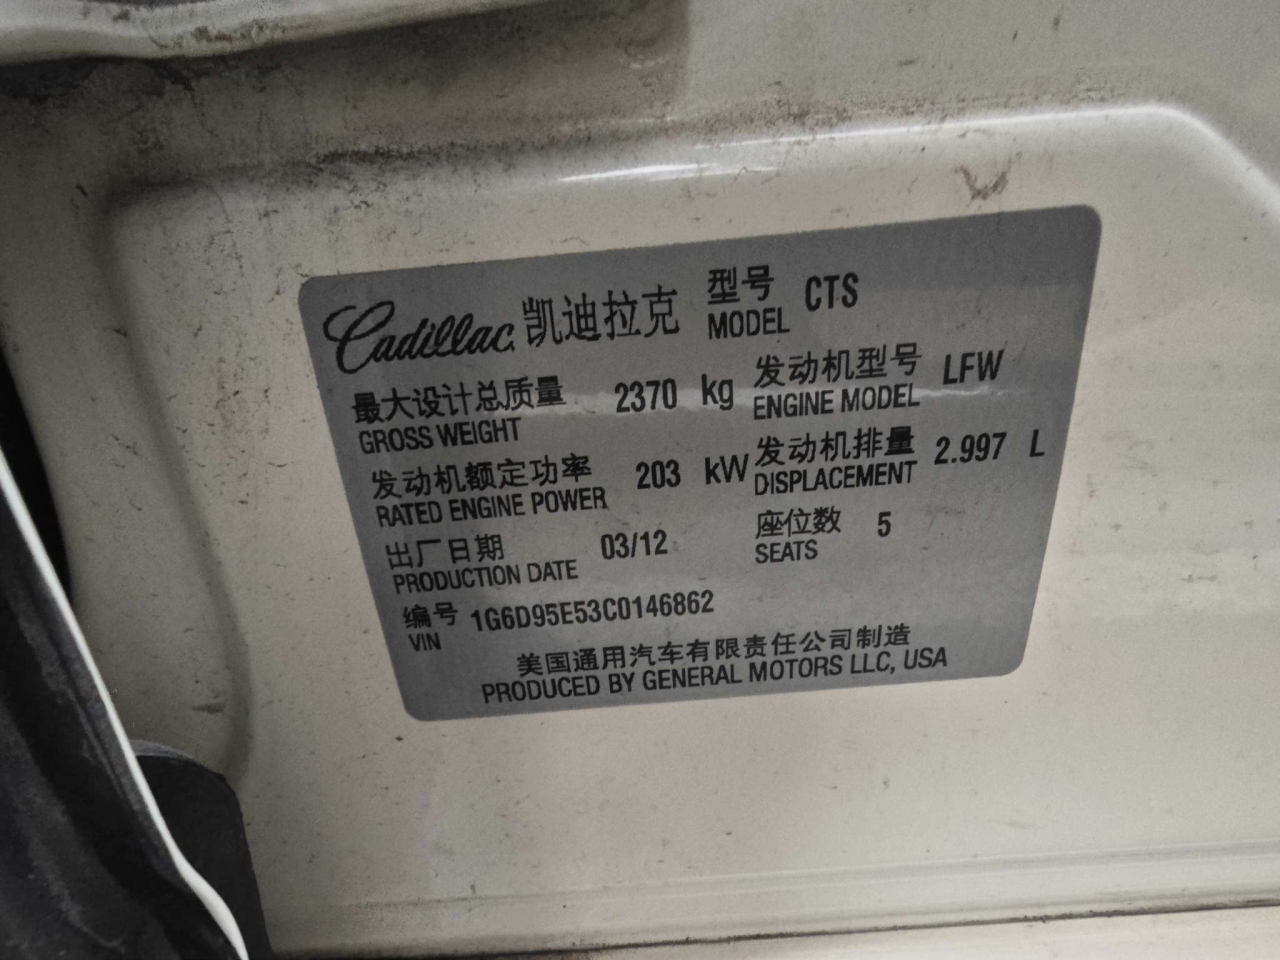 Cadillac 凯迪拉克 型号 CTS
MODEL
最大设计总质量 2370 kg 发动机型号 LFW
GROSS WEIGHT ENGINE MODEL
发动机额定功率 203 kW 发动机排量 2.997 L
RATED ENGINE POWER DISPLACEMENT
出厂日期 03/12 座位数 5
PRODUCTION DATE SEATS
编号 1G6D95E53C0146862
VIN
美国通用汽车有限责任公司制造
PRODUCED BY GENERAL MOTORS LLC, USA